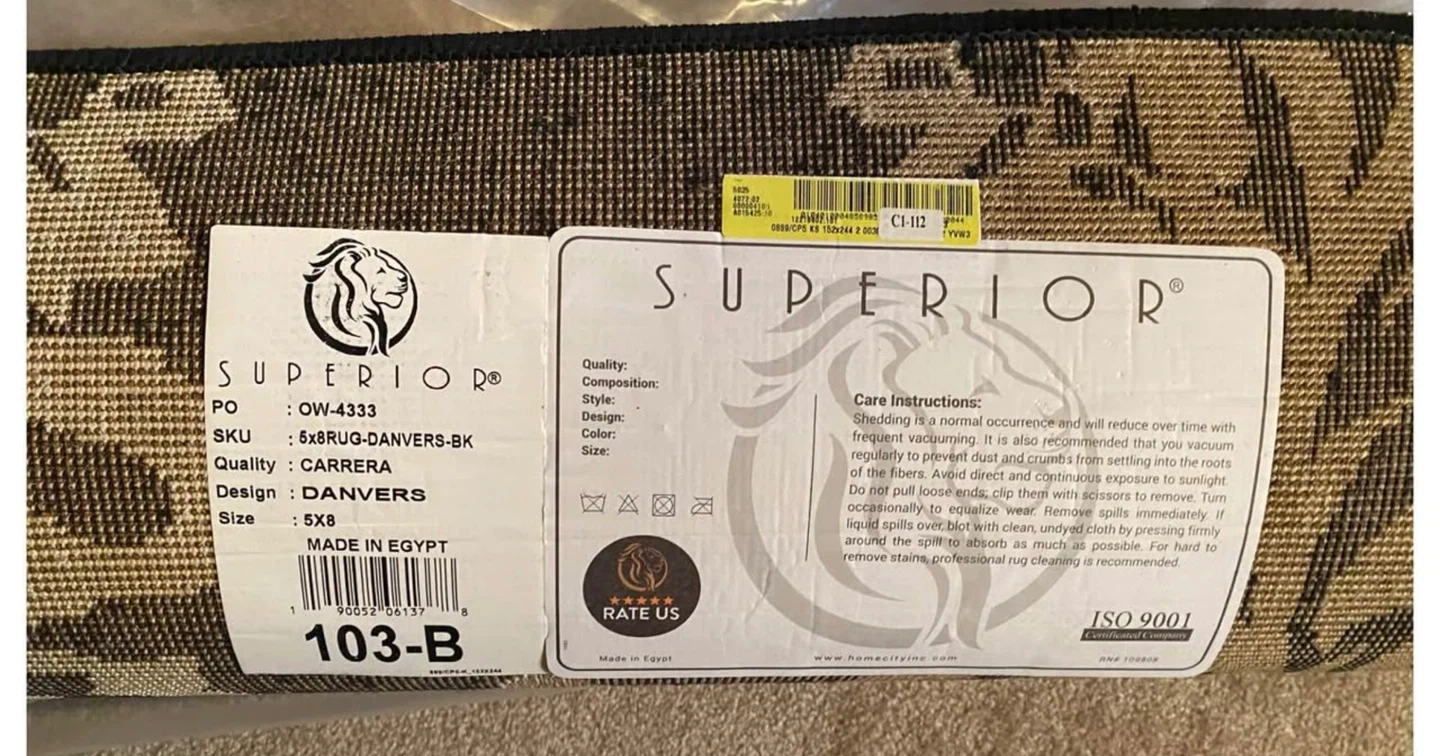 5025
C1-112
YVW3
SUPERIOR®
PO : OW-4333
SKU : 5x8RUG-DANVERS-BK
Quality : CARRERA
Design : DANVERS
Size : 5X8
MADE IN EGYPT
1 90052 06137 8
103-B
SUPERIOR®
Quality:
Composition:
Style:
Design:
Color:
Size:
RATE US
Made in Egypt
Care Instructions:
Shedding is a normal occurrence and will reduce over time with
frequent vacuuming. It is also recommended that you vacuum
regularly to prevent dust and crumbs from settling into the roots
of the fibers. Avoid direct and continuous exposure to sunlight.
Do not pull loose ends; clip them with scissors to remove. Turn
occasionally to equalize wear. Remove spills immediately. If
liquid spills over, blot with clean, undyed cloth by pressing firmly
around the spill to absorb as much as possible. For hard to
remove stains, professional rug cleaning is recommended.
www.homecityinc.com
ISO 9001
Certificated Company